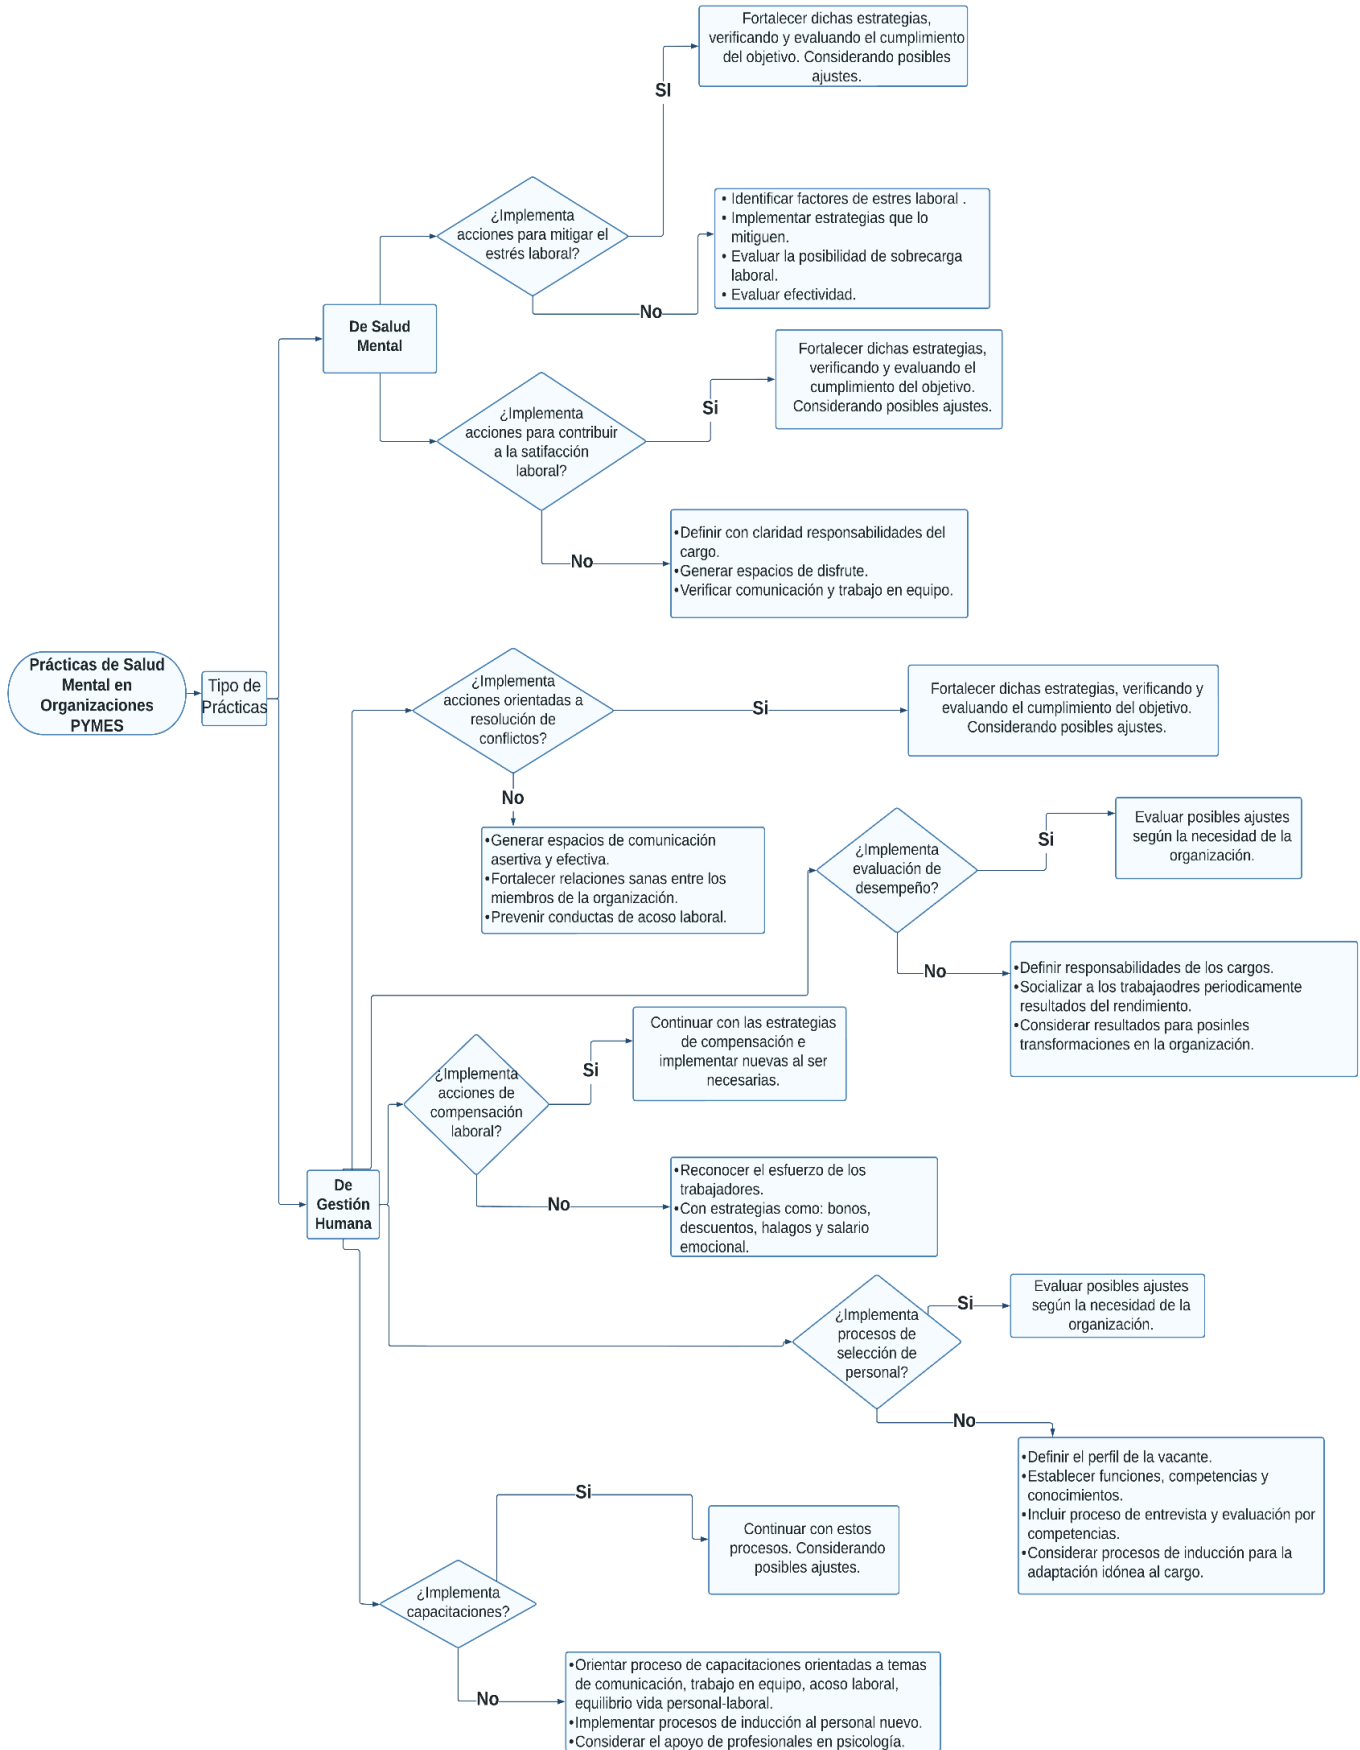 Fortalecer dichas estrategias,
verificando y evaluando el cumplimiento
del objetivo. Considerando posibles
ajustes.
SI
¿Implementa
acciones para mitigar el
estrés laboral?
• Identificar factores de estres laboral .
• Implementar estrategias que lo
mitiguen.
• Evaluar la posibilidad de sobrecarga
laboral.
• Evaluar efectividad.
No
De Salud
Mental
Fortalecer dichas estrategias,
verificando y evaluando el
cumplimiento del objetivo.
Considerando posibles ajustes.
Si
¿Implementa
acciones para contribuir
a la satifacción
laboral?
No
•Definir con claridad responsabilidades del
cargo.
•Generar espacios de disfrute.
•Verificar comunicación y trabajo en equipo.
Prácticas de Salud
Mental en
Organizaciones
PYMES
Tipo de
Prácticas
¿Implementa
acciones orientadas a
resolución de
conflictos?
Si
Fortalecer dichas estrategias, verificando y
evaluando el cumplimiento del objetivo.
Considerando posibles ajustes.
No
•Generar espacios de comunicación
asertiva y efectiva.
•Fortalecer relaciones sanas entre los
miembros de la organización.
•Prevenir conductas de acoso laboral.
¿Implementa
evaluación de
desempeño?
Si
Evaluar posibles ajustes
según la necesidad de la
organización.
No
•Definir responsabilidades de los cargos.
•Socializar a los trabajaodres periodicamente
resultados del rendimiento.
•Considerar resultados para posinles
transformaciones en la organización.
¿Implementa
acciones de
compensación
laboral?
Si
Continuar con las estrategias
de compensación e
implementar nuevas al ser
necesarias.
No
•Reconocer el esfuerzo de los
trabajadores.
•Con estrategias como: bonos,
descuentos, halagos y salario
emocional.
De
Gestión
Humana
¿Implementa
procesos de
selección de
personal?
Si
Evaluar posibles ajustes
según la necesidad de la
organización.
No
•Definir el perfil de la vacante.
•Establecer funciones, competencias y
conocimientos.
•Incluir proceso de entrevista y evaluación por
competencias.
•Considerar procesos de inducción para la
adaptación idónea al cargo.
Si
Continuar con estos
procesos. Considerando
posibles ajustes.
¿Implementa
capacitaciones?
No
•Orientar proceso de capacitaciones orientadas a temas
de comunicación, trabajo en equipo, acoso laboral,
equilibrio vida personal-laboral.
•Implementar procesos de inducción al personal nuevo.
•Considerar el apoyo de profesionales en psicología.